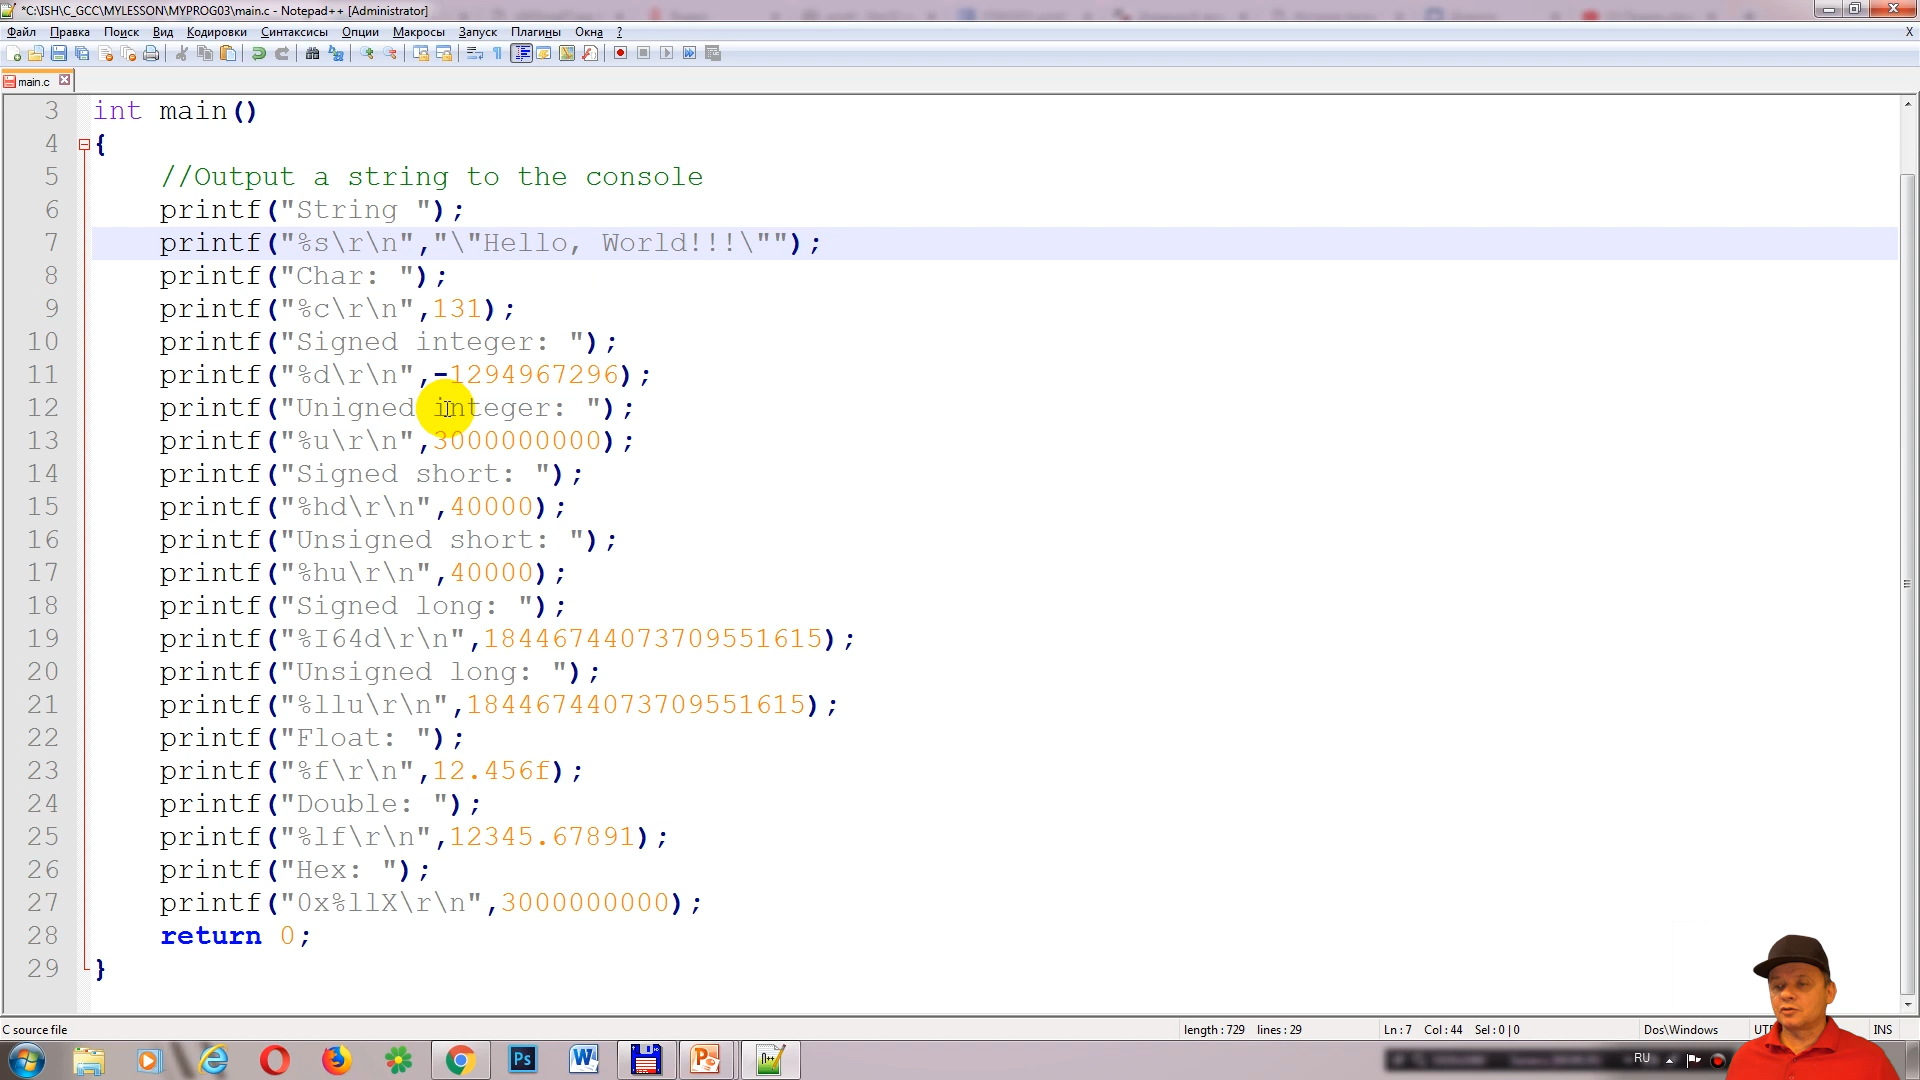 *C:\ISH\C_GCC\MYLESSON\MYPROG03\main.c - Notepad++ [Administrator]
Файл Правка Поиск Вид Кодировки Синтаксисы Опции Макросы Запуск Плагины Окна ? X
main.c
3 int main()
4 {
5 //Output a string to the console
6 printf("String ");
7 printf("%s\r\n","\"Hello, World!!!\"");
8 printf("Char: ");
9 printf("%c\r\n",131);
10 printf("Signed integer: ");
11 printf("%d\r\n",-1294967296);
12 printf("Unigned integer: ");
13 printf("%u\r\n",3000000000);
14 printf("Signed short: ");
15 printf("%hd\r\n",40000);
16 printf("Unsigned short: ");
17 printf("%hu\r\n",40000);
18 printf("Signed long: ");
19 printf("%I64d\r\n",18446744073709551615);
20 printf("Unsigned long: ");
21 printf("%llu\r\n",18446744073709551615);
22 printf("Float: ");
23 printf("%f\r\n",12.456f);
24 printf("Double: ");
25 printf("%lf\r\n",12345.67891);
26 printf("Hex: ");
27 printf("0x%llX\r\n",3000000000);
28 return 0;
29 }
C source file length : 729 lines : 29 Ln : 7 Col : 44 Sel : 0 | 0 Dos\Windows INS
Ps W P n++ RU